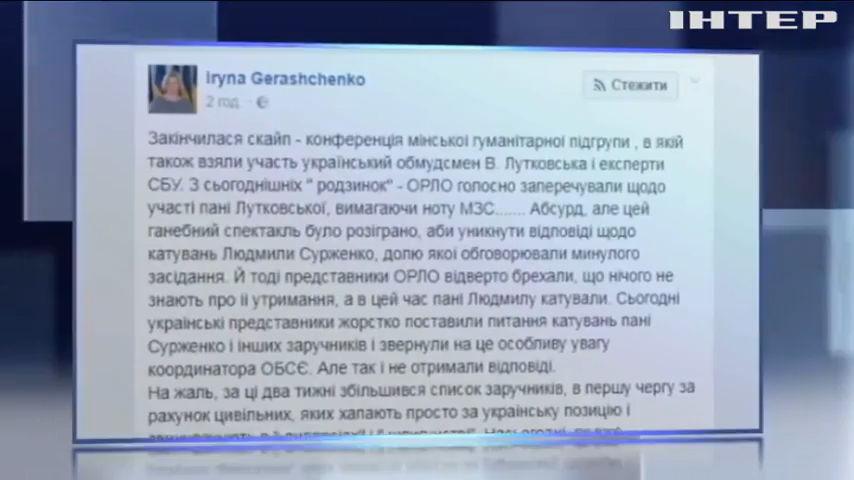 ІНТЕР
Iryna Gerashchenko
Стежити
2 год.
Закінчилася скайп - конференція мінської гуманітарної підгрупи , в якій
також взяли участь український обмудсмен В. Лутковська і експерти
СБУ. З сьогоднішніх " родзинок" - ОРЛО голосно заперечували щодо
участі пані Лутковської, вимагаючи ноту МЗС....... Абсурд, але цей
ганебний спектакль було розіграно, аби уникнути відповіді щодо
катувань Людмили Сурженко, долю якої обговорювали минулого
засідання. Й тоді представники ОРЛО відверто брехали, що нічого не
знають про її утримання, а в цей час пані Людмилу катували. Сьогодні
українські представники жорстко поставили питання катувань пані
Сурженко і інших заручників і звернули на це особливу увагу
координатора ОБСЄ. Але так і не отримали відповіді.
На жаль, за ці два тижні збільшився список заручників, в першу чергу за
рахунок цивільних, яких хапають просто за українську позицію і